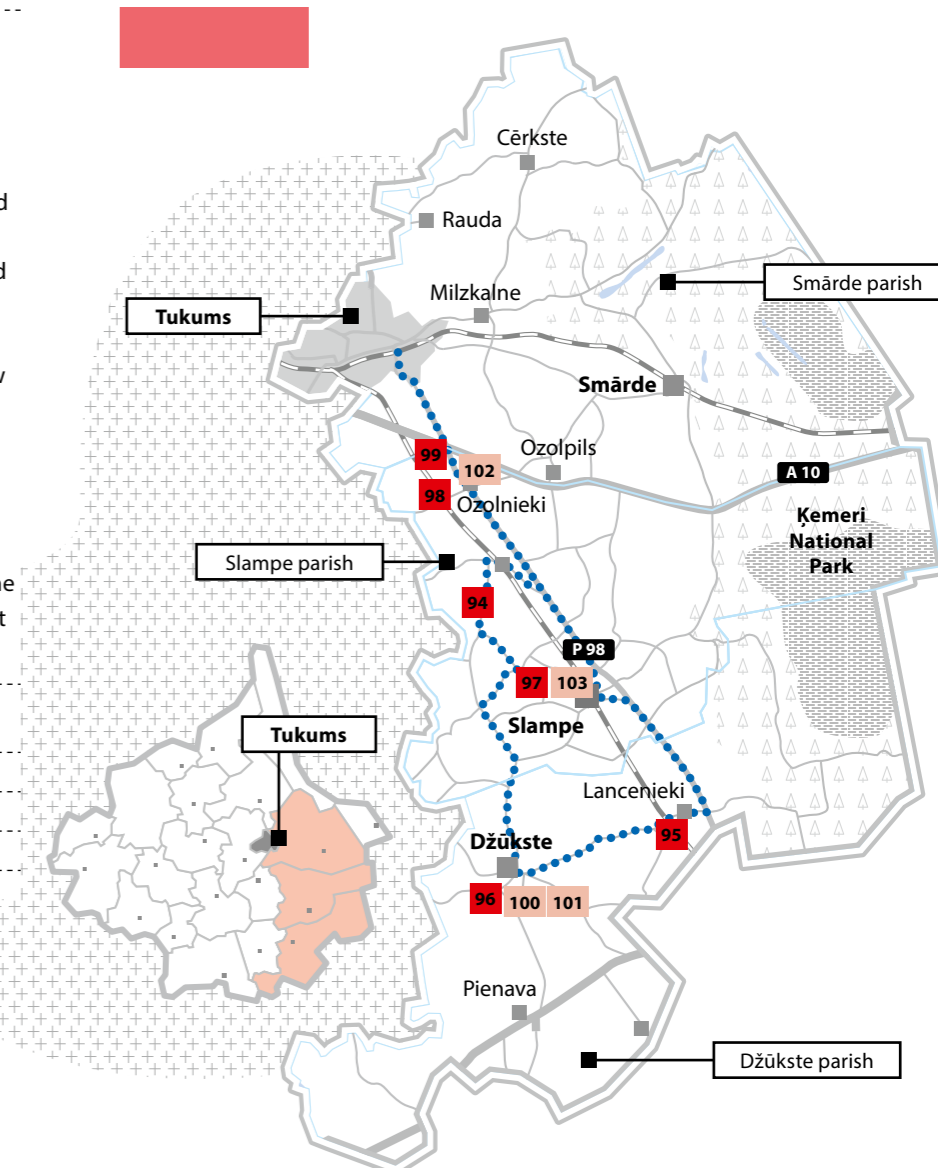 d
d
Cērkste
Rauda
Milzkalne
Smārde parish
Tukums
Smārde
99
102
Ozolpils
A 10
98
Ozolnieki
Ķemeri
National
Park
Slampe parish
ne
t
94
P 98
97
103
Slampe
Tukums
Lancenieki
95
Džūkste
96
100
101
Pienava
Džūkste parish